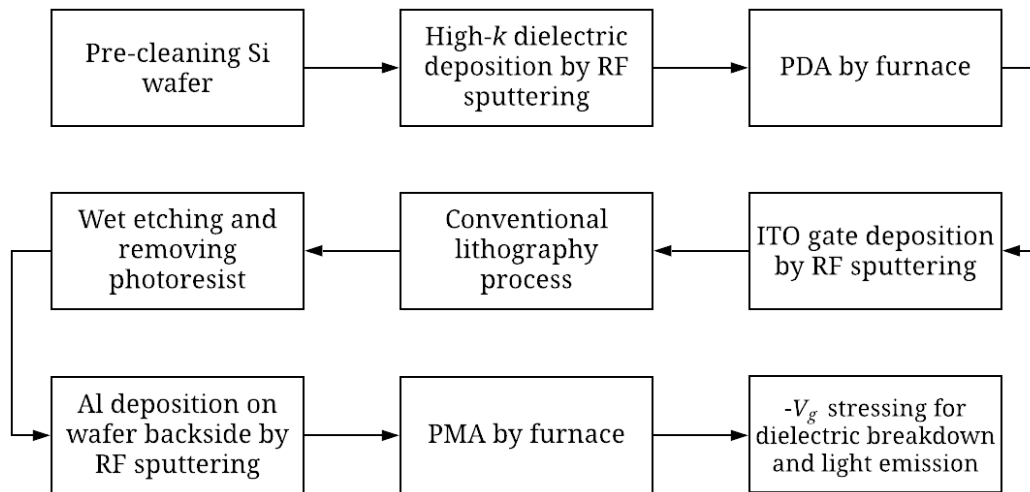 Pre-cleaning Si
wafer
High-k dielectric
deposition by RF
sputtering
PDA by furnace
ITO gate deposition
by RF sputtering
Conventional
lithography
process
Wet etching and
removing
photoresist
Al deposition on
wafer backside by
RF sputtering
PMA by furnace
-Vg stressing for
dielectric breakdown
and light emission